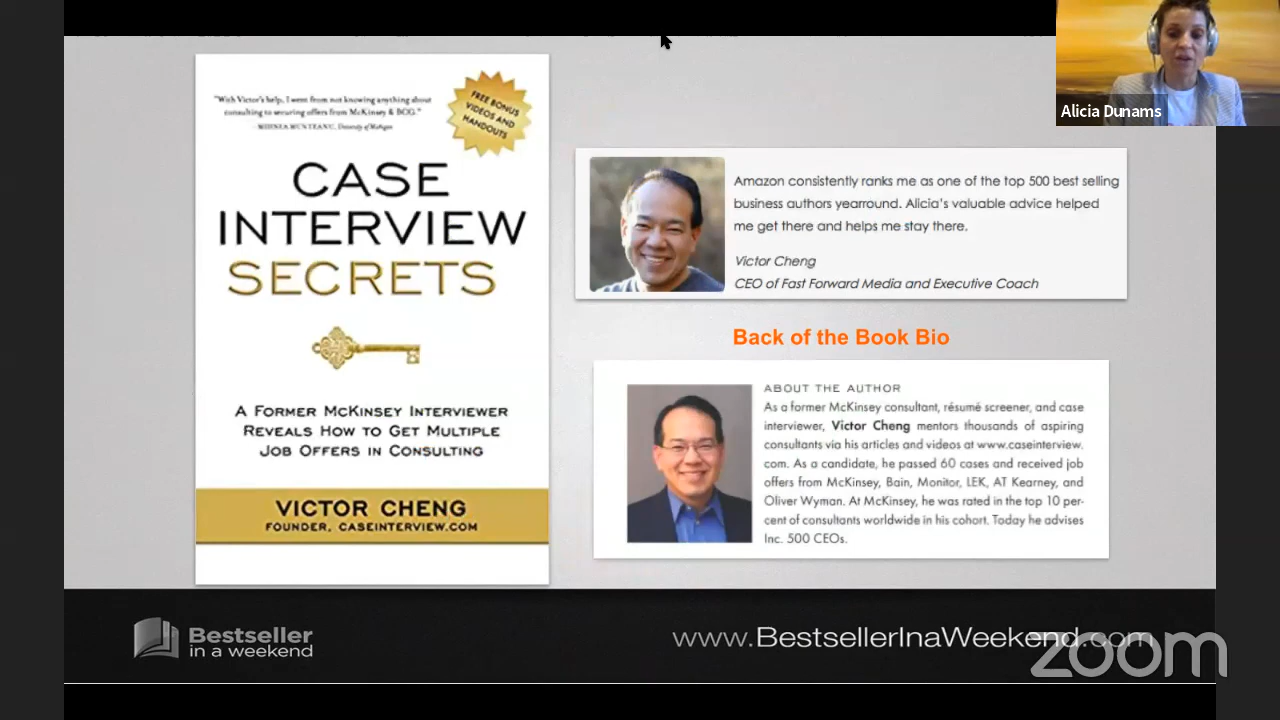 Alicia Dunams
"With Victor's help, I went from not knowing anything about
consulting to securing offers from McKinsey & BCG."
—MIHNEA MUNTEANU, University of Michigan
FREE BONUS
VIDEOS AND
HANDOUTS
CASE
INTERVIEW
SECRETS
A FORMER MCKINSEY INTERVIEWER
REVEALS HOW TO GET MULTIPLE
JOB OFFERS IN CONSULTING
VICTOR CHENG
FOUNDER, CASEINTERVIEW.COM
Amazon consistently ranks me as one of the top 500 best selling
business authors yearround. Alicia's valuable advice helped
me get there and helps me stay there.
Victor Cheng
CEO of Fast Forward Media and Executive Coach
Back of the Book Bio
ABOUT THE AUTHOR
As a former McKinsey consultant, résumé screener, and case
interviewer, Victor Cheng mentors thousands of aspiring
consultants via his articles and videos at www.caseinterview.
com. As a candidate, he passed 60 cases and received job
offers from McKinsey, Bain, Monitor, LEK, AT Kearney, and
Oliver Wyman. At McKinsey, he was rated in the top 10 per-
cent of consultants worldwide in his cohort. Today he advises
Inc. 500 CEOs.
Bestseller
in a weekend
www.BestsellerInaWeekend.com
zoom